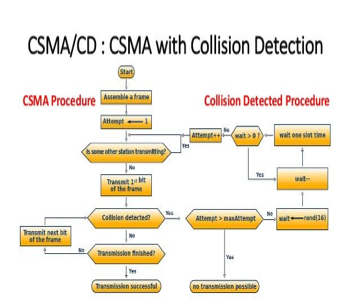 CSMA/CD : CSMA with Collision Detection
CSMA Procedure
Collision Detected Procedure
Start
Assemble a frame
Attempt ← 1
Attempt++
No
wait > 0 ?
wait one slot time
Yes
Is some other station transmitting?
No
Yes
wait--
Transmit 1st bit
of the frame
Collision detected?
Yes
Attempt > maxAttempt
No
wait ← rand(16)
Transmit next bit
of the frame
No
No
Transmission finished?
Yes
Yes
Transmission successful
no transmission possible